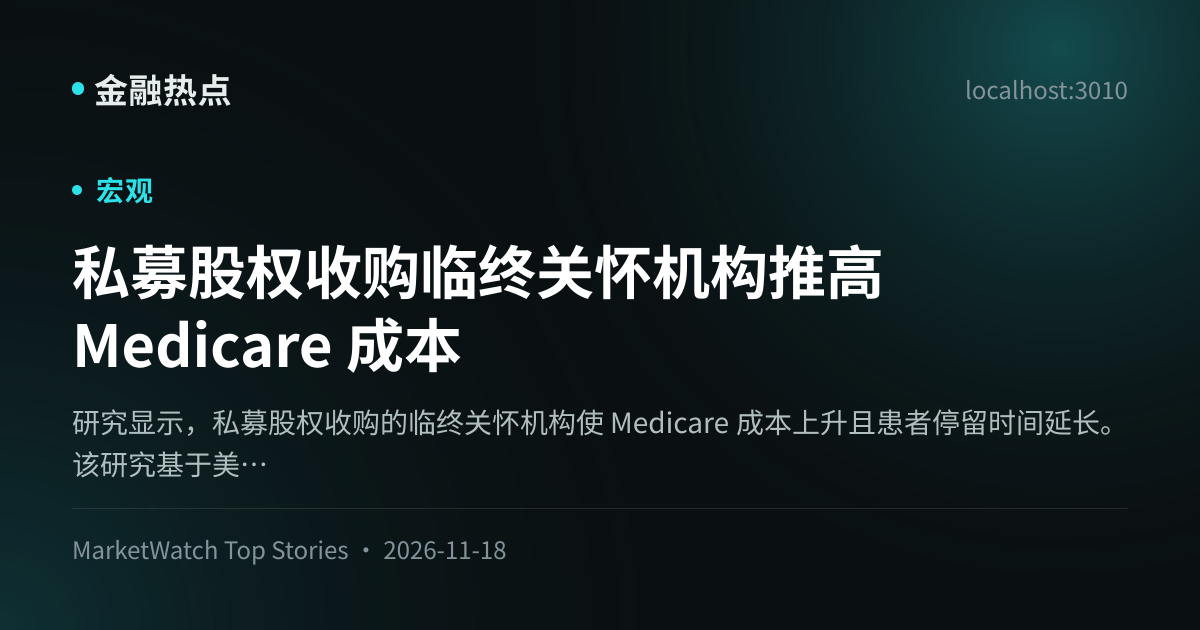 金融热点
localhost:3010
宏观
私募股权收购临终关怀机构推高
Medicare 成本
研究显示，私募股权收购的临终关怀机构使 Medicare 成本上升且患者停留时间延长。
该研究基于美…
MarketWatch Top Stories · 2026-11-18